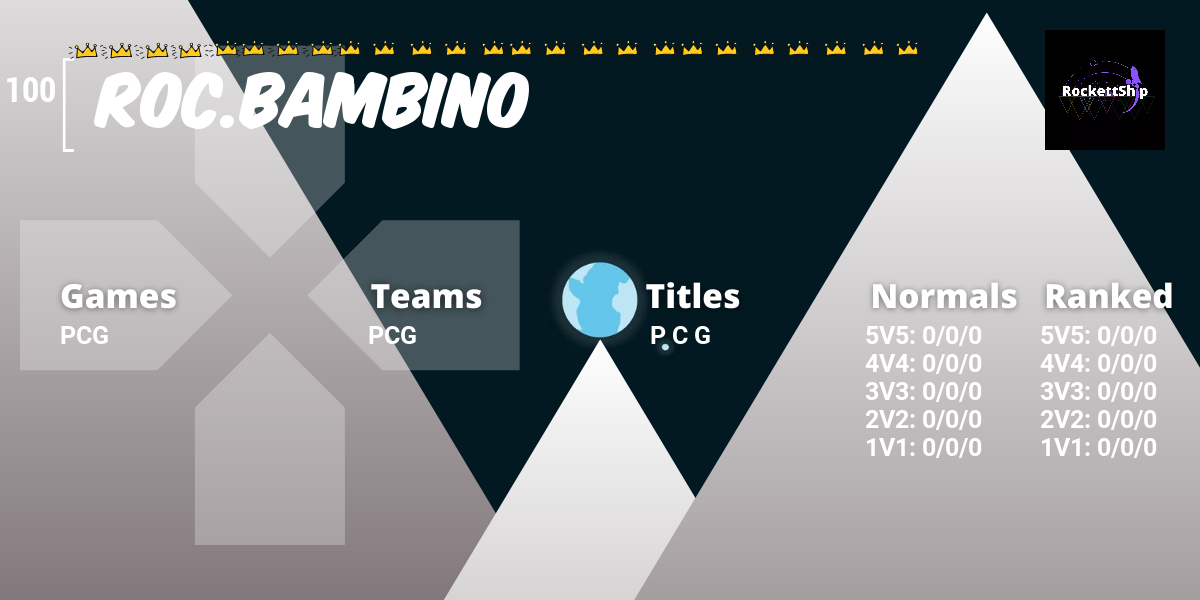 100
ROC.BAMBINO
RockettShip
Games
PCG
Teams
PCG
Titles
P C G
Normals
5V5: 0/0/0
4V4: 0/0/0
3V3: 0/0/0
2V2: 0/0/0
1V1: 0/0/0
Ranked
5V5: 0/0/0
4V4: 0/0/0
3V3: 0/0/0
2V2: 0/0/0
1V1: 0/0/0